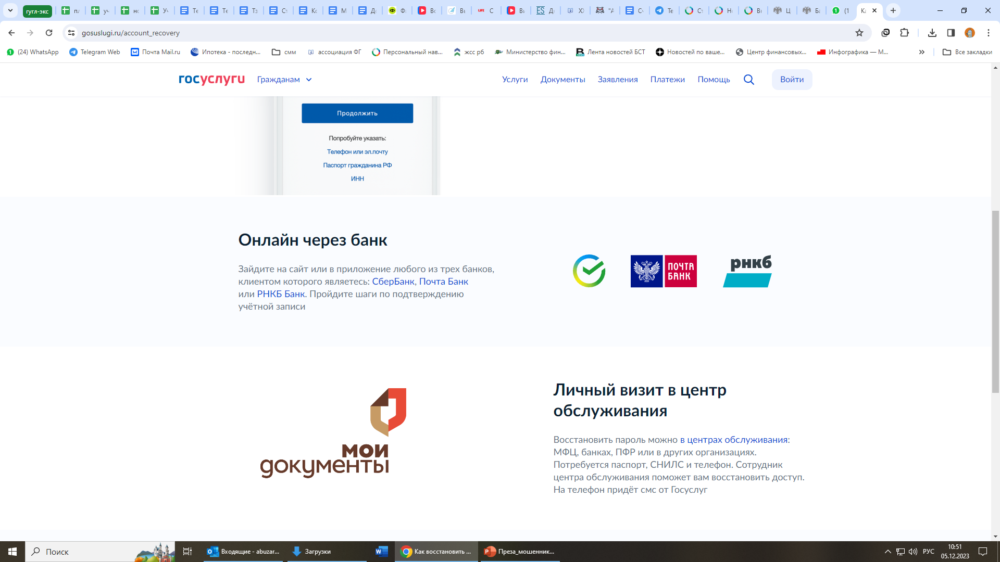 гугл-экс
gosuslugi.ru/account_recovery
(24) WhatsApp
Telegram Web
Почта Mail.ru
Ипотека - последн...
смм
ассоциация ФГ
Персональный нав...
жсс рб
Министерство фин...
Лента новостей БСТ
Новостей по ваше...
Центр финансовых...
Инфографика — М...
Все закладки
госуслуги
Гражданам
Услуги
Документы
Заявления
Платежи
Помощь
Войти
Продолжить
Попробуйте указать:
Телефон или эл.почту
Паспорт гражданина РФ
ИНН
Онлайн через банк
Зайдите на сайт или в приложение любого из трех банков,
клиентом которого являетесь: СберБанк, Почта Банк
или РНКБ Банк. Пройдите шаги по подтверждению
учётной записи
ПОЧТА
БАНК
рнкб
мои
документы
Личный визит в центр
обслуживания
Восстановить пароль можно в центрах обслуживания:
МФЦ, банках, ПФР или в других организациях.
Потребуется паспорт, СНИЛС и телефон. Сотрудник
центра обслуживания поможет вам восстановить доступ.
На телефон придёт смс от Госуслуг
Поиск
Входящие - abuzar...
Загрузки
Как восстановить ...
Преза_мошенник...
РУС
10:51
05.12.2023